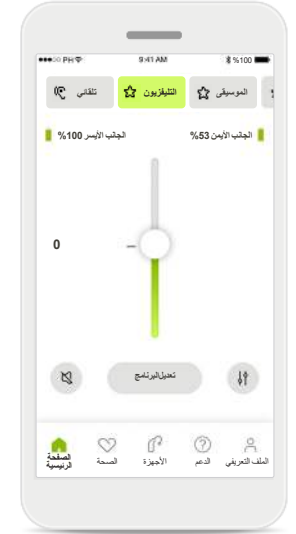 PH
9:41 AM
%100
تلقائي
التليفزيون
الموسيقى
الجانب الأيسر 100%
الجانب الأيمن 53%
0
تعديل البرنامج
الصفحة
الرئيسية
الصحة
الأجهزة
الدعم
الملف التعريفي